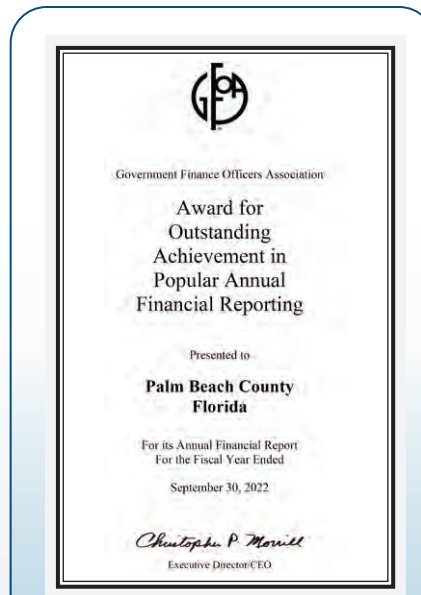 GFOA
Government Finance Officers Association
Award for
Outstanding
Achievement in
Popular Annual
Financial Reporting
Presented to
Palm Beach County
Florida
For its Annual Financial Report
For the Fiscal Year Ended
September 30, 2022
Christopher P. Morrill
Executive Director/CEO